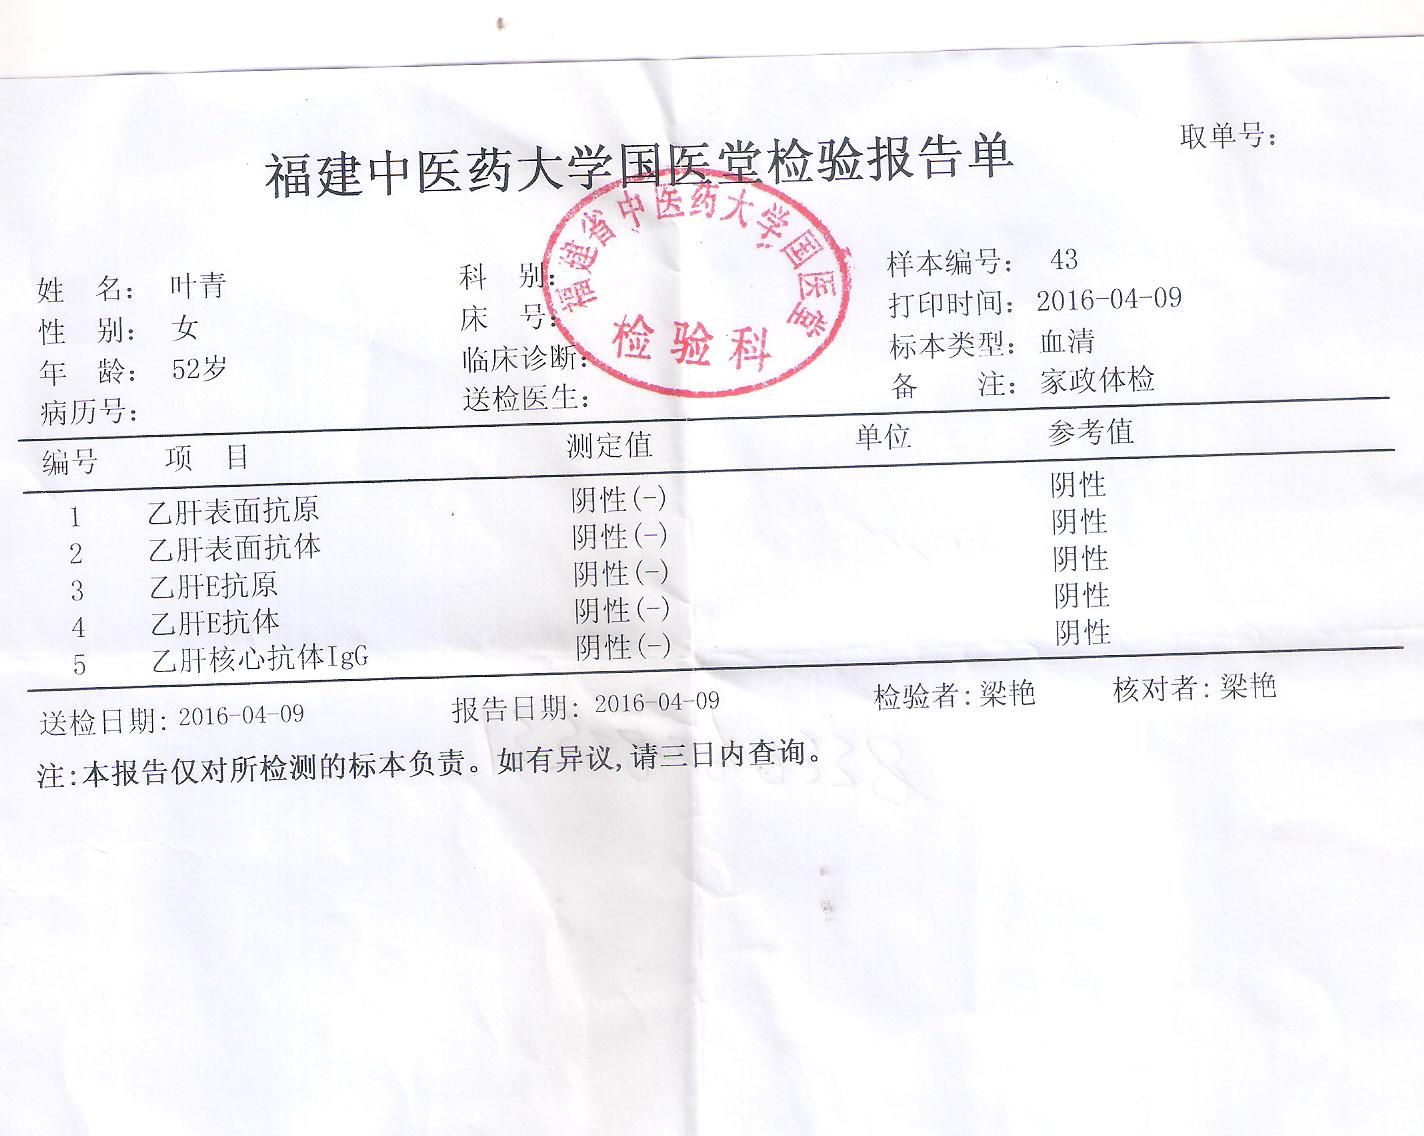 取单号：
福建中医药大学国医堂检验报告单
福建省中医药大学国医堂
检验科
姓 名： 叶青 科 别： 样本编号： 43
性 别： 女 床 号： 打印时间： 2016-04-09
年 龄： 52岁 临床诊断： 标本类型： 血清
病历号： 送检医生： 备 注： 家政体检
编号 项 目 测定值 单位 参考值
1 乙肝表面抗原 阴性(-) 阴性
2 乙肝表面抗体 阴性(-) 阴性
3 乙肝E抗原 阴性(-) 阴性
4 乙肝E抗体 阴性(-) 阴性
5 乙肝核心抗体IgG 阴性(-) 阴性
送检日期: 2016-04-09 报告日期: 2016-04-09 检验者: 梁艳 核对者: 梁艳
注:本报告仅对所检测的标本负责。如有异议,请三日内查询。